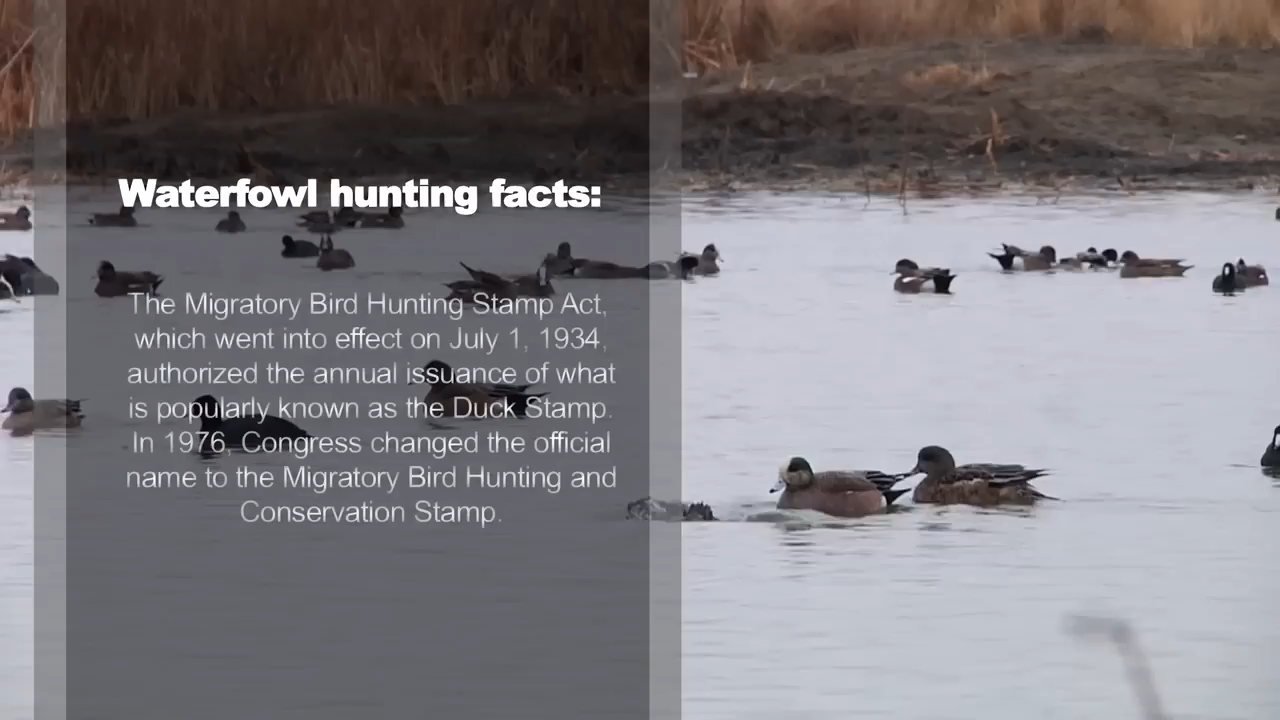 Waterfowl hunting facts:
The Migratory Bird Hunting Stamp Act,
which went into effect on July 1, 1934,
authorized the annual issuance of what
is popularly known as the Duck Stamp.
In 1976, Congress changed the official
name to the Migratory Bird Hunting and
Conservation Stamp.